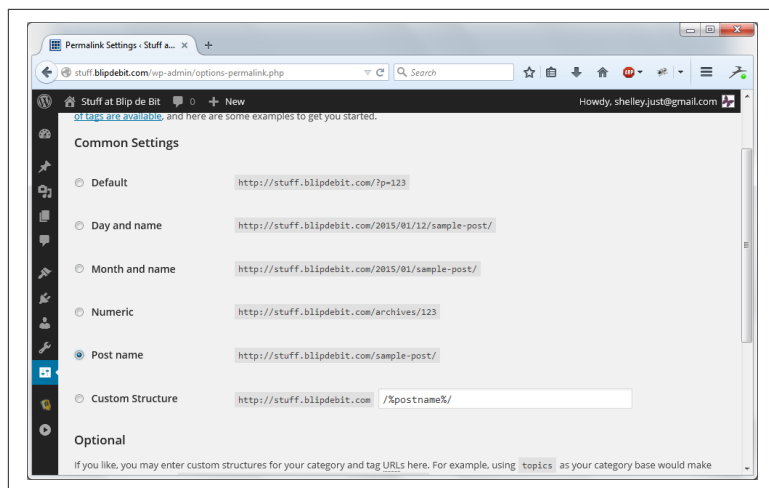 Permalink Settings ‹ Stuff a...
stuff.blipdebit.com/wp-admin/options-permalink.php
Search
Stuff at Blip de Bit 0 + New
Howdy, shelley.just@gmail.com
of tags are available, and here are some examples to get you started.
Common Settings
Default http://stuff.blipdebit.com/?p=123
Day and name http://stuff.blipdebit.com/2015/01/12/sample-post/
Month and name http://stuff.blipdebit.com/2015/01/sample-post/
Numeric http://stuff.blipdebit.com/archives/123
Post name http://stuff.blipdebit.com/sample-post/
Custom Structure http://stuff.blipdebit.com /%postname%/
Optional
If you like, you may enter custom structures for your category and tag URLs here. For example, using topics as your category base would make